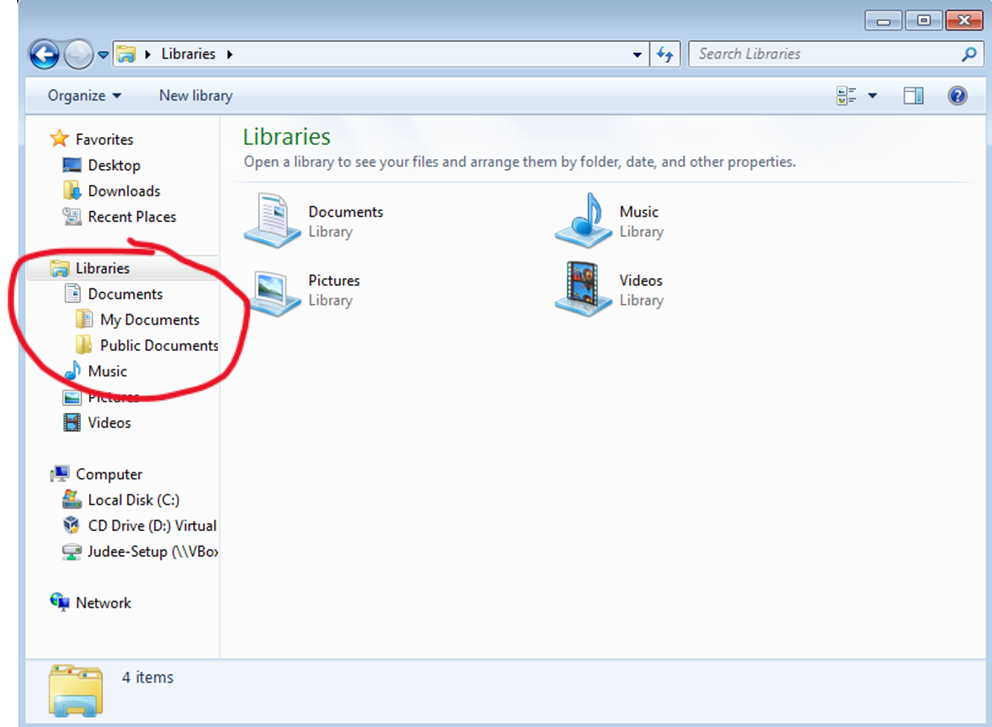 Libraries
Search Libraries
Organize
New library
Favorites
Desktop
Downloads
Recent Places
Libraries
Documents
My Documents
Public Documents
Music
Pictures
Videos
Computer
Local Disk (C:)
CD Drive (D:) Virtual
Judee-Setup (\\VBox
Network
Libraries
Open a library to see your files and arrange them by folder, date, and other properties.
Documents
Library
Music
Library
Pictures
Library
Videos
Library
4 items